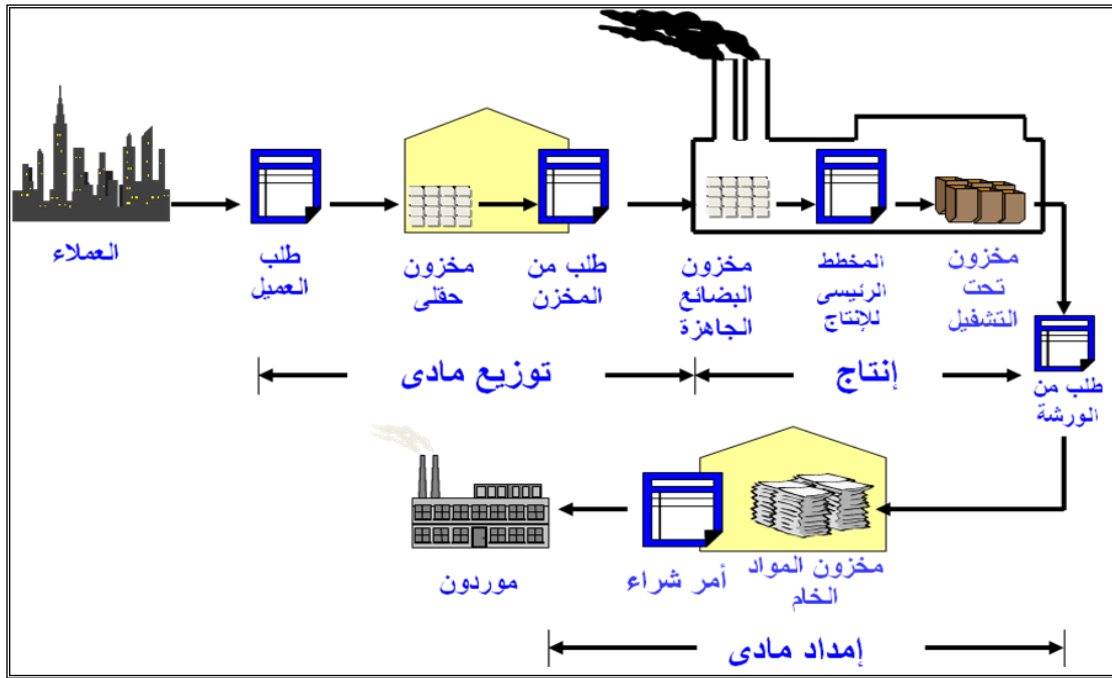 العملاء
طلب
العميل
مخزون
حقلى
طلب من
المخزن
مخزون
البضائع
الجاهزة
المخطط
الرئيسى
للإنتاج
مخزون
تحت
التشفيل
توزيع مادى
إنتاج
طلب من
الورشة
موردون
أمر شراء
مخزون المواد
الخام
إمداد مادى